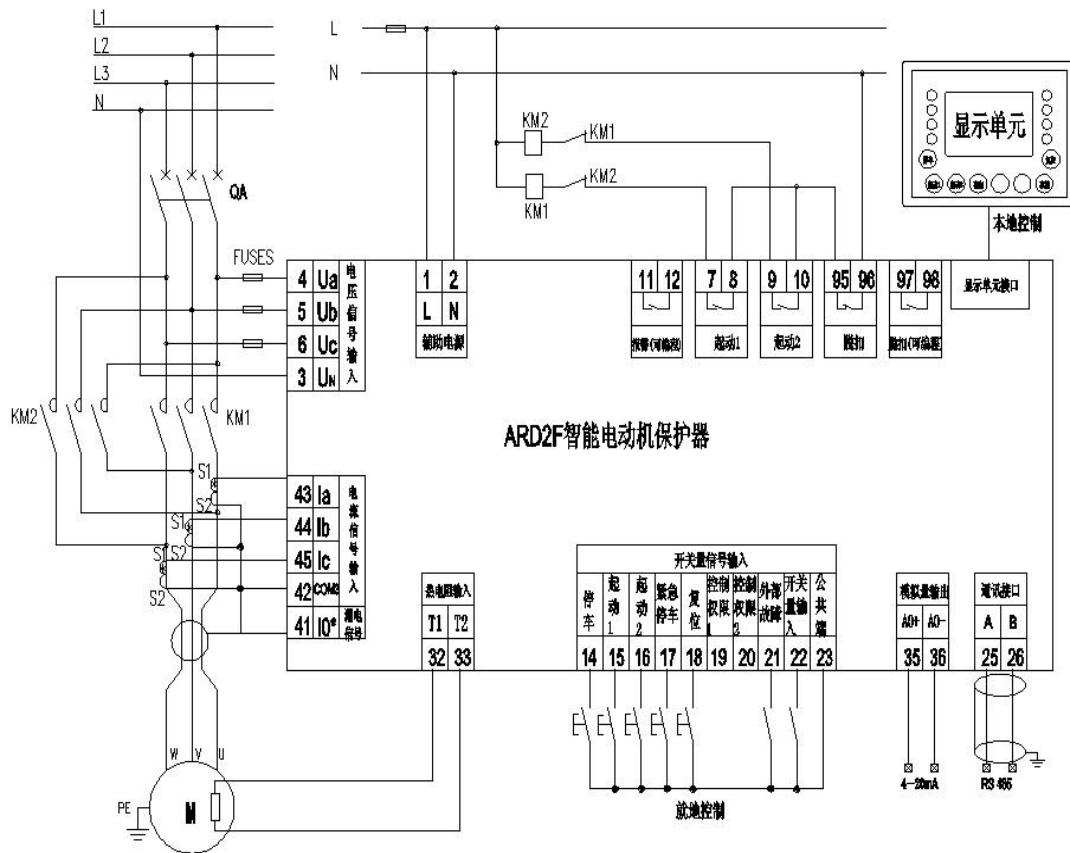 L1
L2
L3
N
L
N
KM2
KM1
KM2
KM1
显示单元
本地控制
QA
FUSES
4 Ua
5 Ub
6 Uc
3 UN
电压信号输入
1 2
L N
辅助电源
11 12
报警(可编程)
7 8
起动1
9 10
起动2
95 96
脱扣
97 98
脱扣(可编程)
显示单元接口
KM2
KM1
ARD2F智能电动机保护器
S1
S2
S1
S2
S1
S2
43 Ia
44 Ib
45 Ic
42 COM2
电流信号输入
41 I0*
漏电信号
热电阻输入
T1 T2
32 33
开关量信号输入
停车
起动1
起动2
紧急停车
复位
控制权限1
控制权限2
外部故障
开关量输入
公共端
14 15 16 17 18 19 20 21 22 23
就地控制
模拟量输出
AO+ AO-
35 36
4-20mA
通讯接口
A B
25 26
RS485
W V U
M
PE